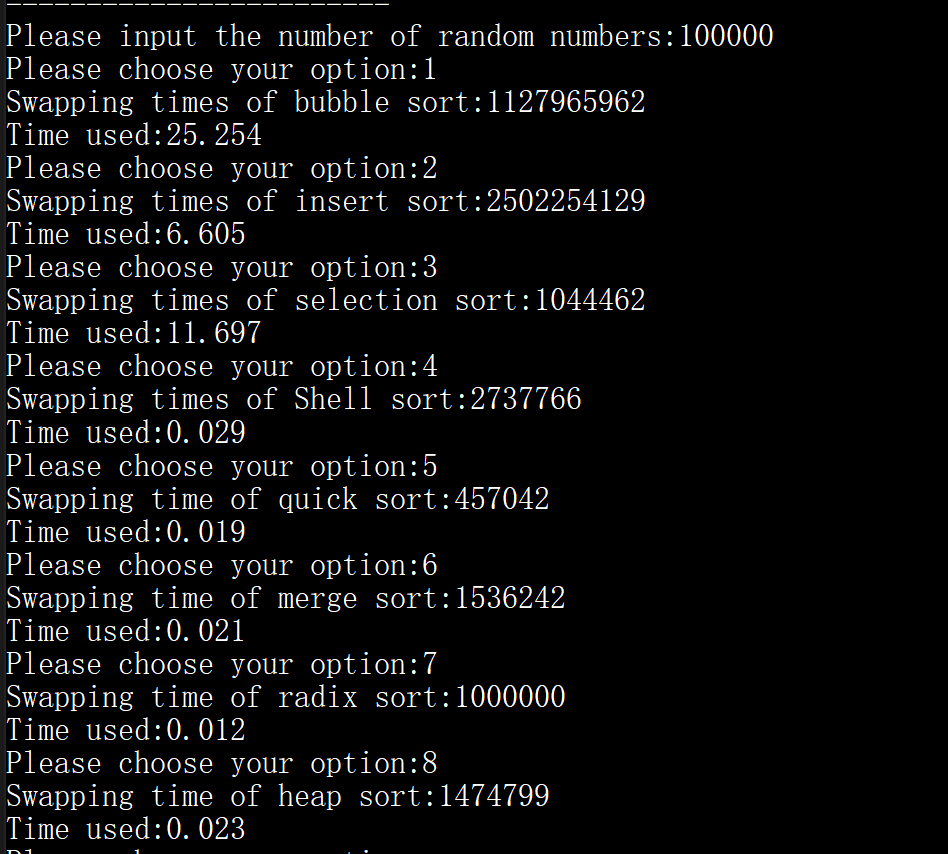 ------------------------
Please input the number of random numbers:100000
Please choose your option:1
Swapping times of bubble sort:1127965962
Time used:25.254
Please choose your option:2
Swapping times of insert sort:2502254129
Time used:6.605
Please choose your option:3
Swapping times of selection sort:1044462
Time used:11.697
Please choose your option:4
Swapping times of Shell sort:2737766
Time used:0.029
Please choose your option:5
Swapping time of quick sort:457042
Time used:0.019
Please choose your option:6
Swapping time of merge sort:1536242
Time used:0.021
Please choose your option:7
Swapping time of radix sort:1000000
Time used:0.012
Please choose your option:8
Swapping time of heap sort:1474799
Time used:0.023